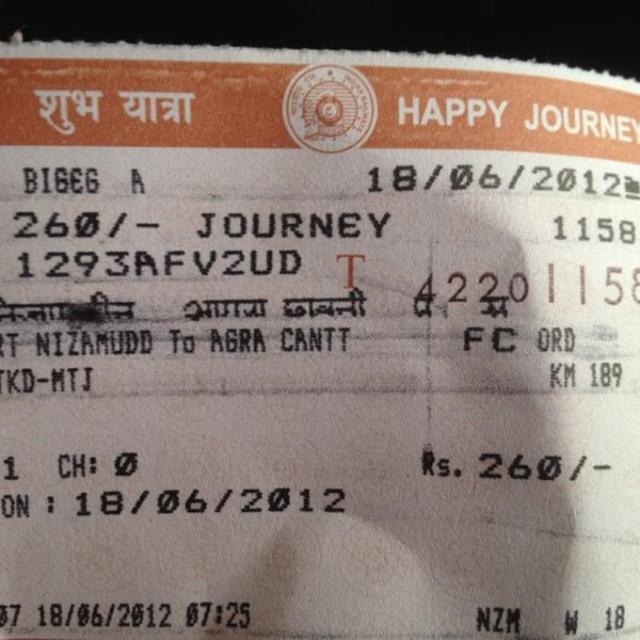 शुभ यात्रा HAPPY JOURNEY
BIGEG A 18/06/2012
260/- JOURNEY 1158
1293AFV2UD T 42201158
आगरा छावनी
RT NIZAMUDD To AGRA CANTT FC ORD
TKD-MTJ KM 189
1 CH: 0 Rs. 260/-
ON : 18/06/2012
07 18/06/2012 07:25 NZM W 18